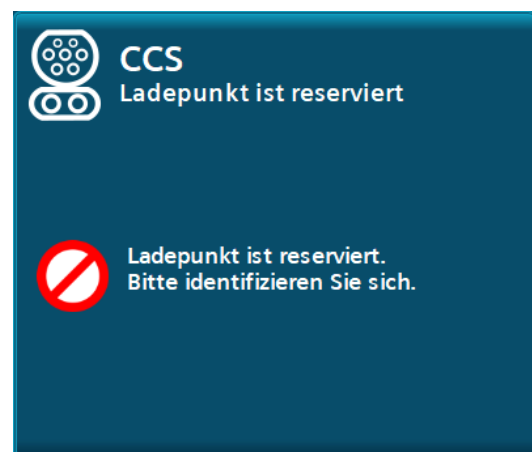 CCS
Ladepunkt ist reserviert
Ladepunkt ist reserviert.
Bitte identifizieren Sie sich.